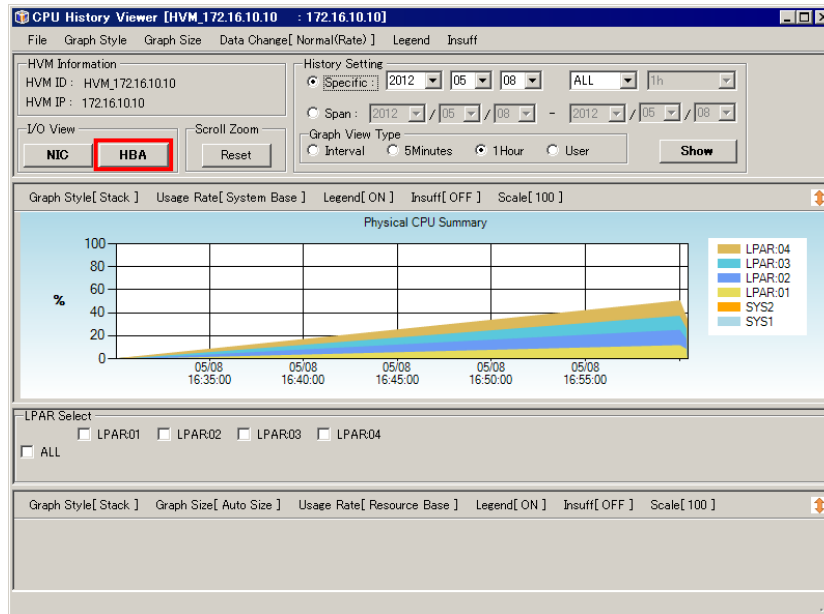 CPU History Viewer [HVM_172.16.10.10 : 172.16.10.10]
File Graph Style Graph Size Data Change[ Normal(Rate) ] Legend Insuff
HVM Information
HVM ID : HVM_172.16.10.10
HVM IP : 172.16.10.10
History Setting
Specific : 2012 05 08 ALL 1h
Span : 2012 / 05 / 08 - 2012 / 05 / 08
Graph View Type
Interval 5Minutes 1Hour User
Show
I/O View
NIC HBA
Scroll Zoom
Reset
Graph Style[ Stack ] Usage Rate[ System Base ] Legend[ ON ] Insuff[ OFF ] Scale[ 100 ]
Physical CPU Summary
100
80
60
%
40
20
0
05/08 05/08 05/08 05/08 05/08
16:35:00 16:40:00 16:45:00 16:50:00 16:55:00
LPAR:04
LPAR:03
LPAR:02
LPAR:01
SYS2
SYS1
LPAR Select
LPAR:01 LPAR:02 LPAR:03 LPAR:04
ALL
Graph Style[ Stack ] Graph Size[ Auto Size ] Usage Rate[ Resource Base ] Legend[ ON ] Insuff[ OFF ] Scale[ 100 ]